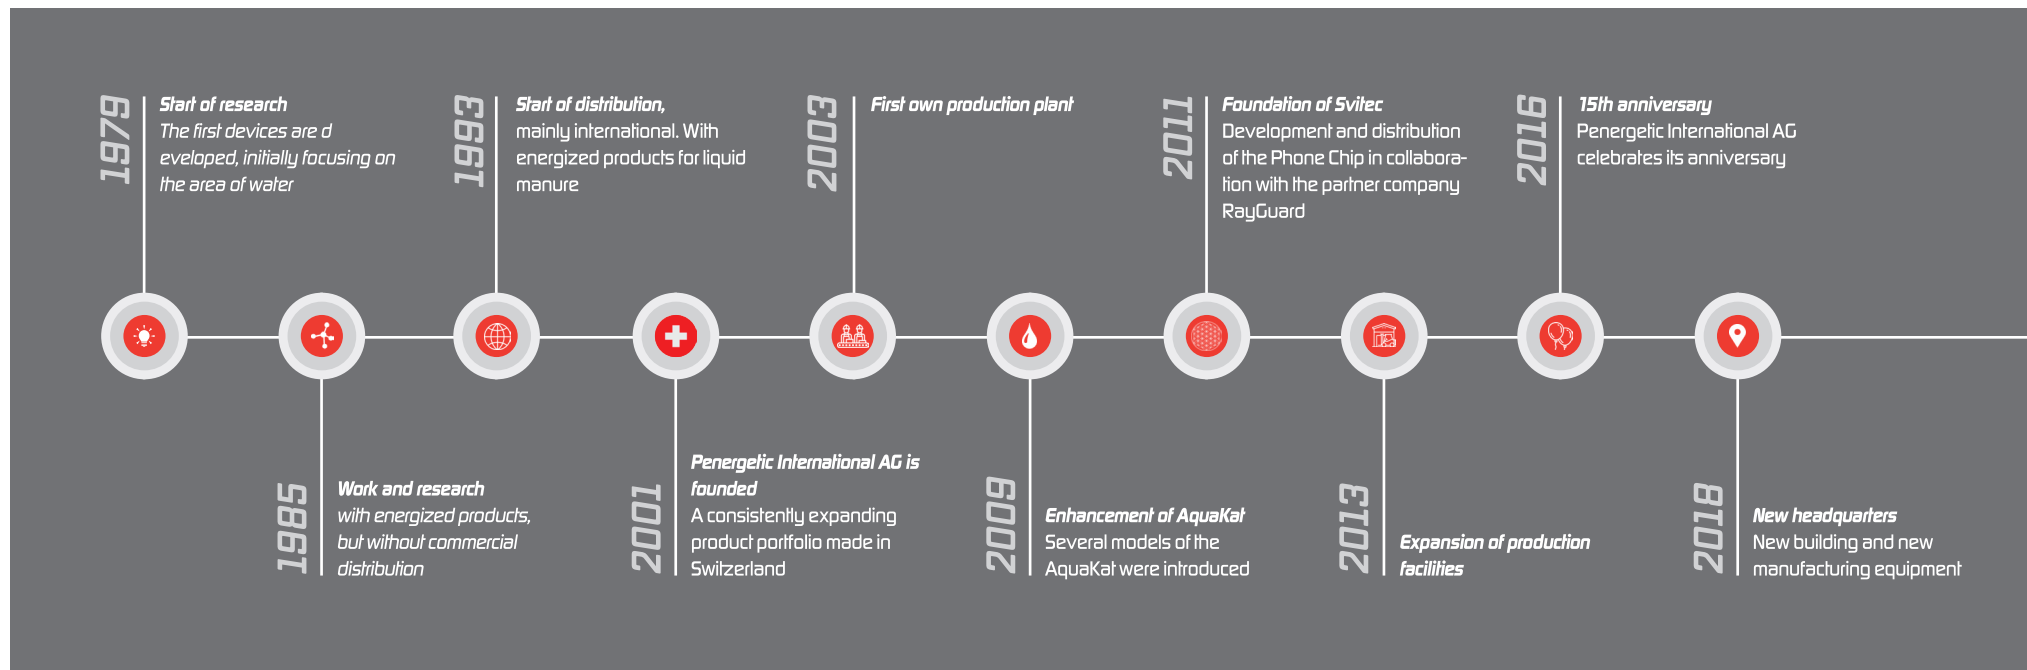 1979
Start of research
The first devices are d
eveloped, initially focusing on
the area of water
1985
Work and research
with energized products,
but without commercial
distribution
1993
Start of distribution,
mainly international. With
energized products for liquid
manure
2001
Penergetic International AG is
founded
A consistently expanding
product portfolio made in
Switzerland
2003
First own production plant
2009
Enhancement of AquaKat
Several models of the
AquaKat were introduced
2011
Foundation of Svitec
Development and distribution
of the Phone Chip in collabora-
tion with the partner company
RayGuard
2013
Expansion of production
facilities
2016
15th anniversary
Penergetic International AG
celebrates its anniversary
2018
New headquarters
New building and new
manufacturing equipment